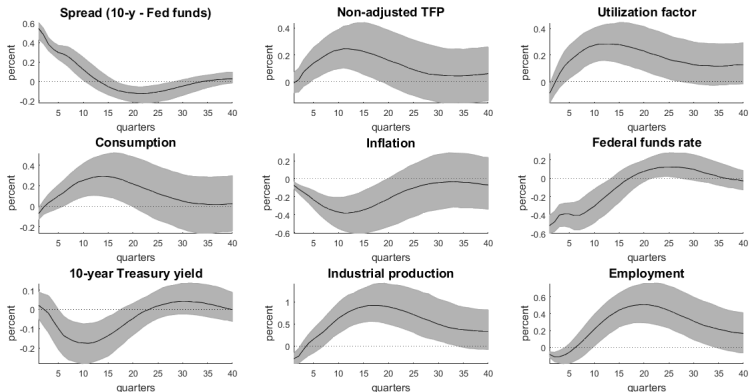 Spread (10-y - Fed funds)
0.6
0.4
0.2
0
-0.2
percent
5 10 15 20 25 30 35 40
quarters
Non-adjusted TFP
0.4
0.2
0
percent
5 10 15 20 25 30 35 40
quarters
Utilization factor
0.4
0.2
0
percent
5 10 15 20 25 30 35 40
quarters
Consumption
0.4
0.2
0
-0.2
percent
5 10 15 20 25 30 35 40
quarters
Inflation
0.2
0
-0.2
-0.4
-0.6
percent
5 10 15 20 25 30 35 40
quarters
Federal funds rate
0.2
0
-0.2
-0.4
-0.6
percent
5 10 15 20 25 30 35 40
quarters
10-year Treasury yield
0.1
0
-0.1
-0.2
percent
5 10 15 20 25 30 35 40
quarters
Industrial production
1
0.5
0
percent
5 10 15 20 25 30 35 40
quarters
Employment
0.6
0.4
0.2
0
percent
5 10 15 20 25 30 35 40
quarters